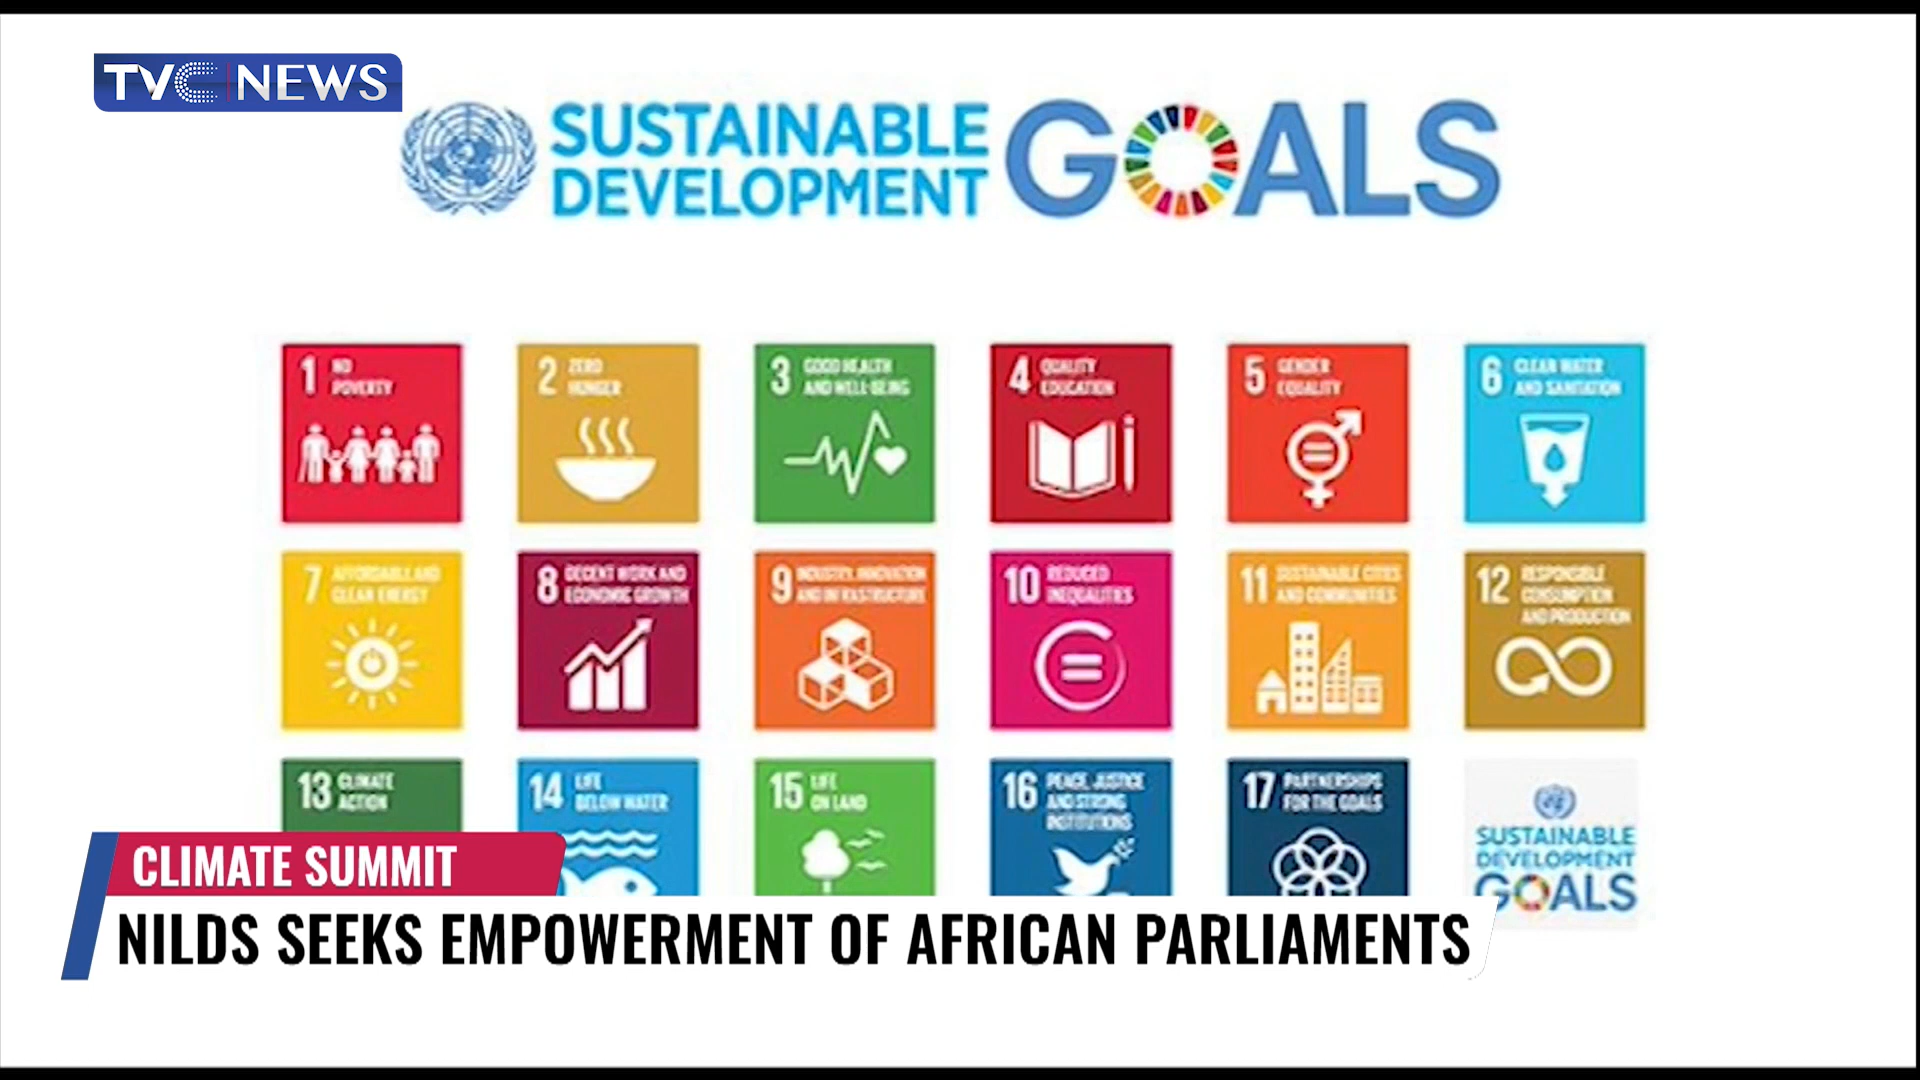 TVC NEWS
SUSTAINABLE
DEVELOPMENT
GOALS
1 NO
POVERTY
2 ZERO
HUNGER
3 GOOD HEALTH
AND WELL-BEING
4 QUALITY
EDUCATION
5 GENDER
EQUALITY
6 CLEAN WATER
AND SANITATION
7 AFFORDABLE AND
CLEAN ENERGY
8 DECENT WORK AND
ECONOMIC GROWTH
9 INDUSTRY, INNOVATION
AND INFRASTRUCTURE
10 REDUCED
INEQUALITIES
11 SUSTAINABLE CITIES
AND COMMUNITIES
12 RESPONSIBLE
CONSUMPTION
AND PRODUCTION
13 CLIMATE
ACTION
14 LIFE
BELOW WATER
15 LIFE
ON LAND
16 PEACE, JUSTICE
AND STRONG
INSTITUTIONS
17 PARTNERSHIPS
FOR THE GOALS
SUSTAINABLE
DEVELOPMENT
GOALS
CLIMATE SUMMIT
NILDS SEEKS EMPOWERMENT OF AFRICAN PARLIAMENTS